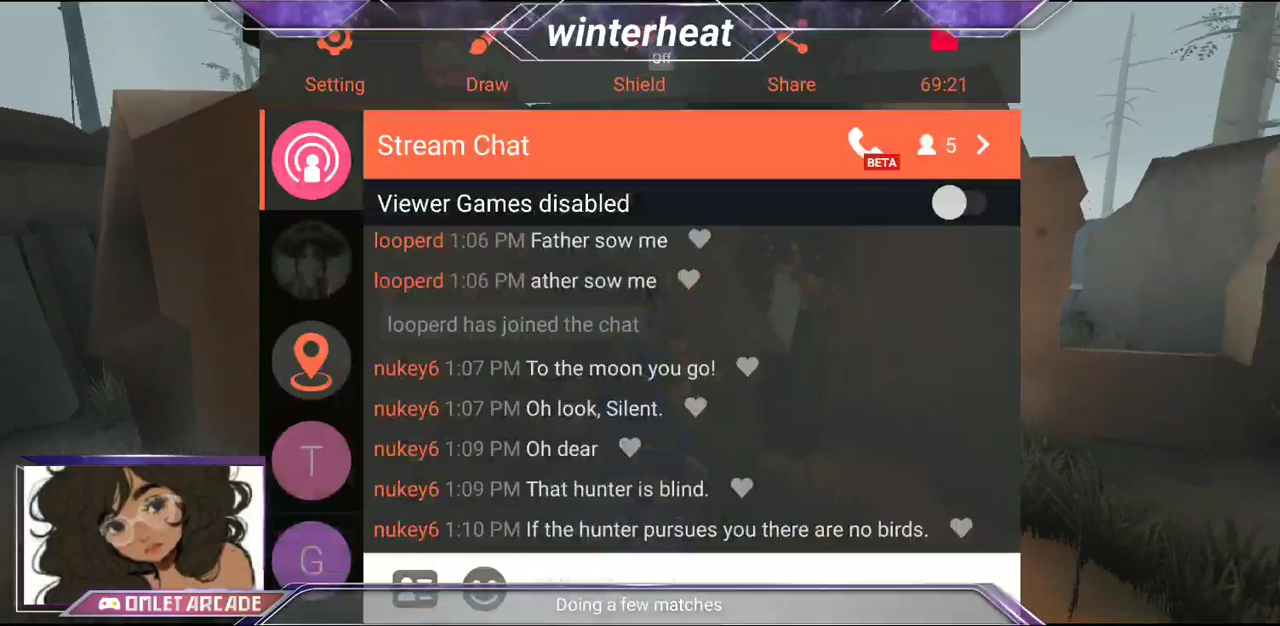 winterheat
Off
Setting
Draw
Shield
Share
69:21
Stream Chat
BETA
5
Viewer Games disabled
looperd 1:06 PM Father sow me
looperd 1:06 PM ather sow me
looperd has joined the chat
nukey6 1:07 PM To the moon you go!
nukey6 1:07 PM Oh look, Silent.
nukey6 1:09 PM Oh dear
T
nukey6 1:09 PM That hunter is blind.
nukey6 1:10 PM If the hunter pursues you there are no birds.
G
OMLET ARCADE
Doing a few matches